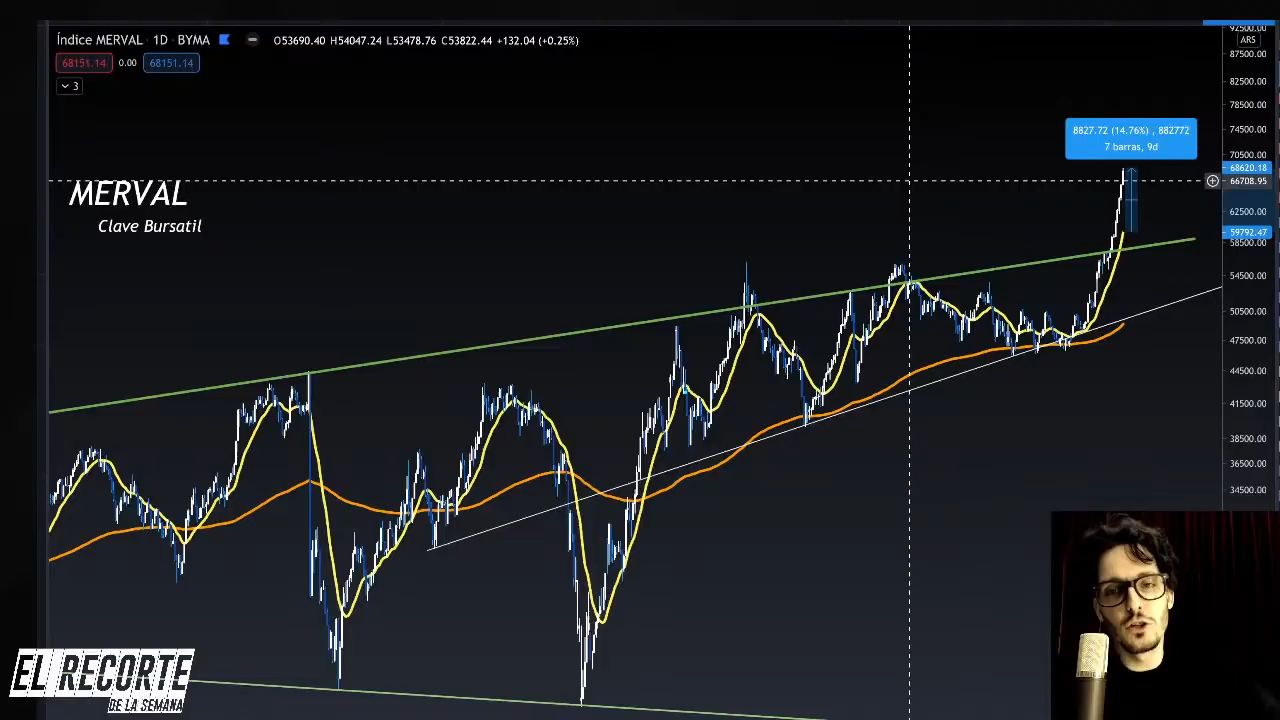 Índice MERVAL · 1D · BYMA O53690.40 H54047.24 L53478.76 C53822.44 +132.04 (+0.25%)
68151.14 0.00 68151.14
3
MERVAL
Clave Bursatil
8827.72 (14.76%) , 882772
7 barras, 9d
92500.00
ARS
87500.00
82500.00
78500.00
74500.00
70500.00
68620.18
66708.95
62500.00
59792.47
58500.00
54500.00
50500.00
47500.00
44500.00
41500.00
38500.00
36500.00
34500.00
EL RECORTE
DE LA SEMANA